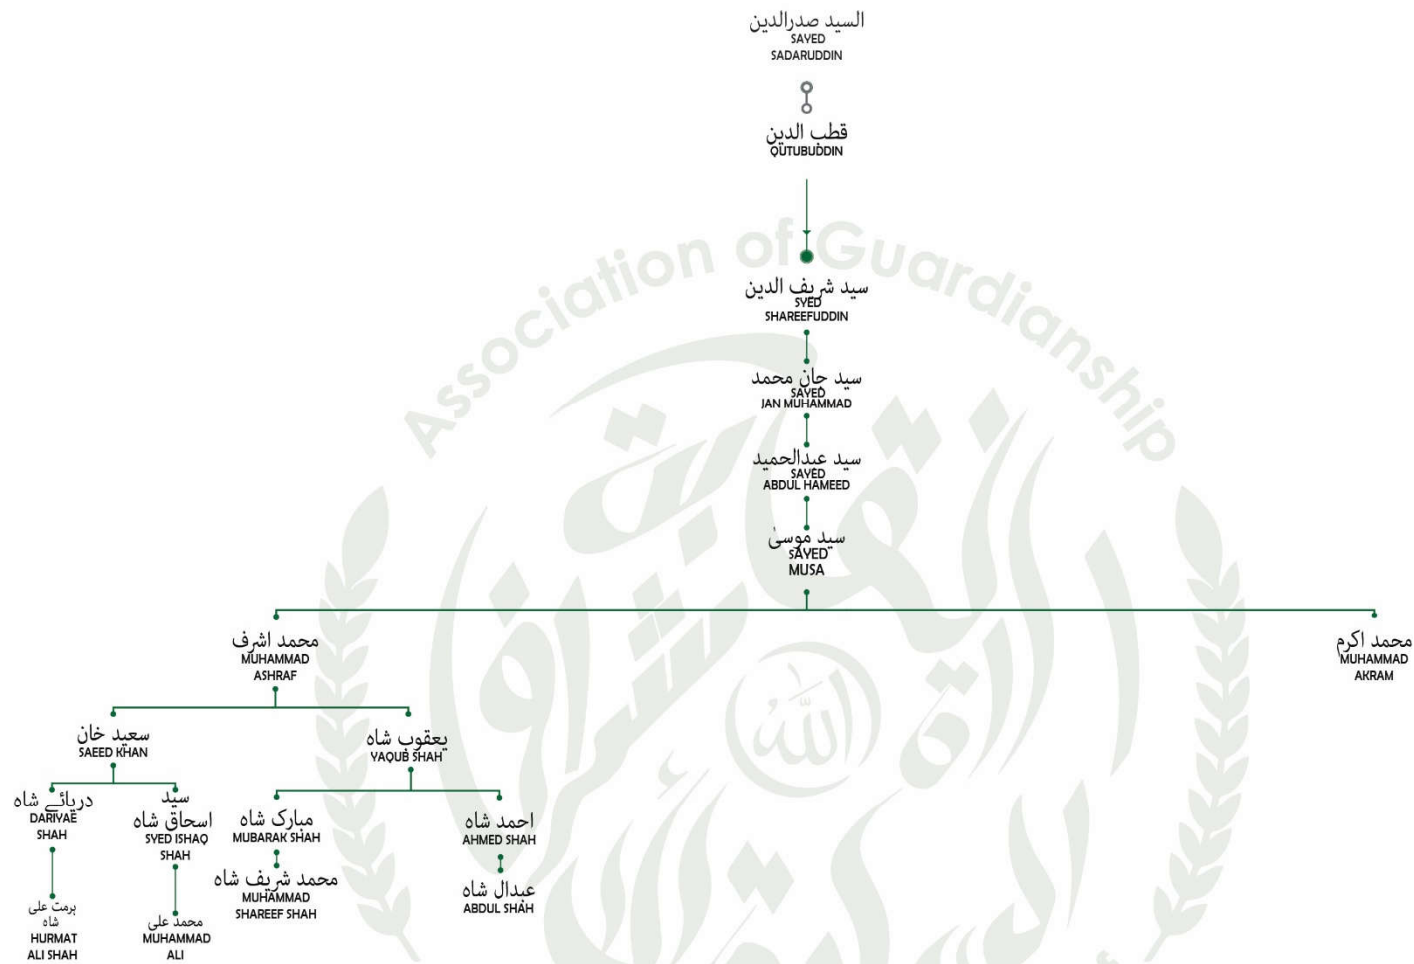 السيد صدرالدين
SAYED
SADARUDDIN
قطب الدین
QUTUBUDDIN
Association of Guardianship
سید شریف الدین
SYED
SHAREEFUDDIN
سید جان محمد
SAYED
JAN MUHAMMAD
سید عبدالحمید
SAYED
ABDUL HAMEED
سید موسیٰ
SAYED
MUSA
محمد اشرف
MUHAMMAD
ASHRAF
محمد اکرم
MUHAMMAD
AKRAM
الله
سعید خان
SAEED KHAN
یعقوب شاہ
YAQUB SHAH
دریائے شاہ
DARIYAE
SHAH
سید
اسحاق شاہ
SYED ISHAQ
SHAH
مبارک شاہ
MUBARAK SHAH
احمد شاہ
AHMED SHAH
ہرمت علی
شاہ
HURMAT
ALI SHAH
محمد علی
MUHAMMAD
ALI
محمد شریف شاہ
MUHAMMAD
SHAREEF SHAH
عبدال شاہ
ABDUL SHAH